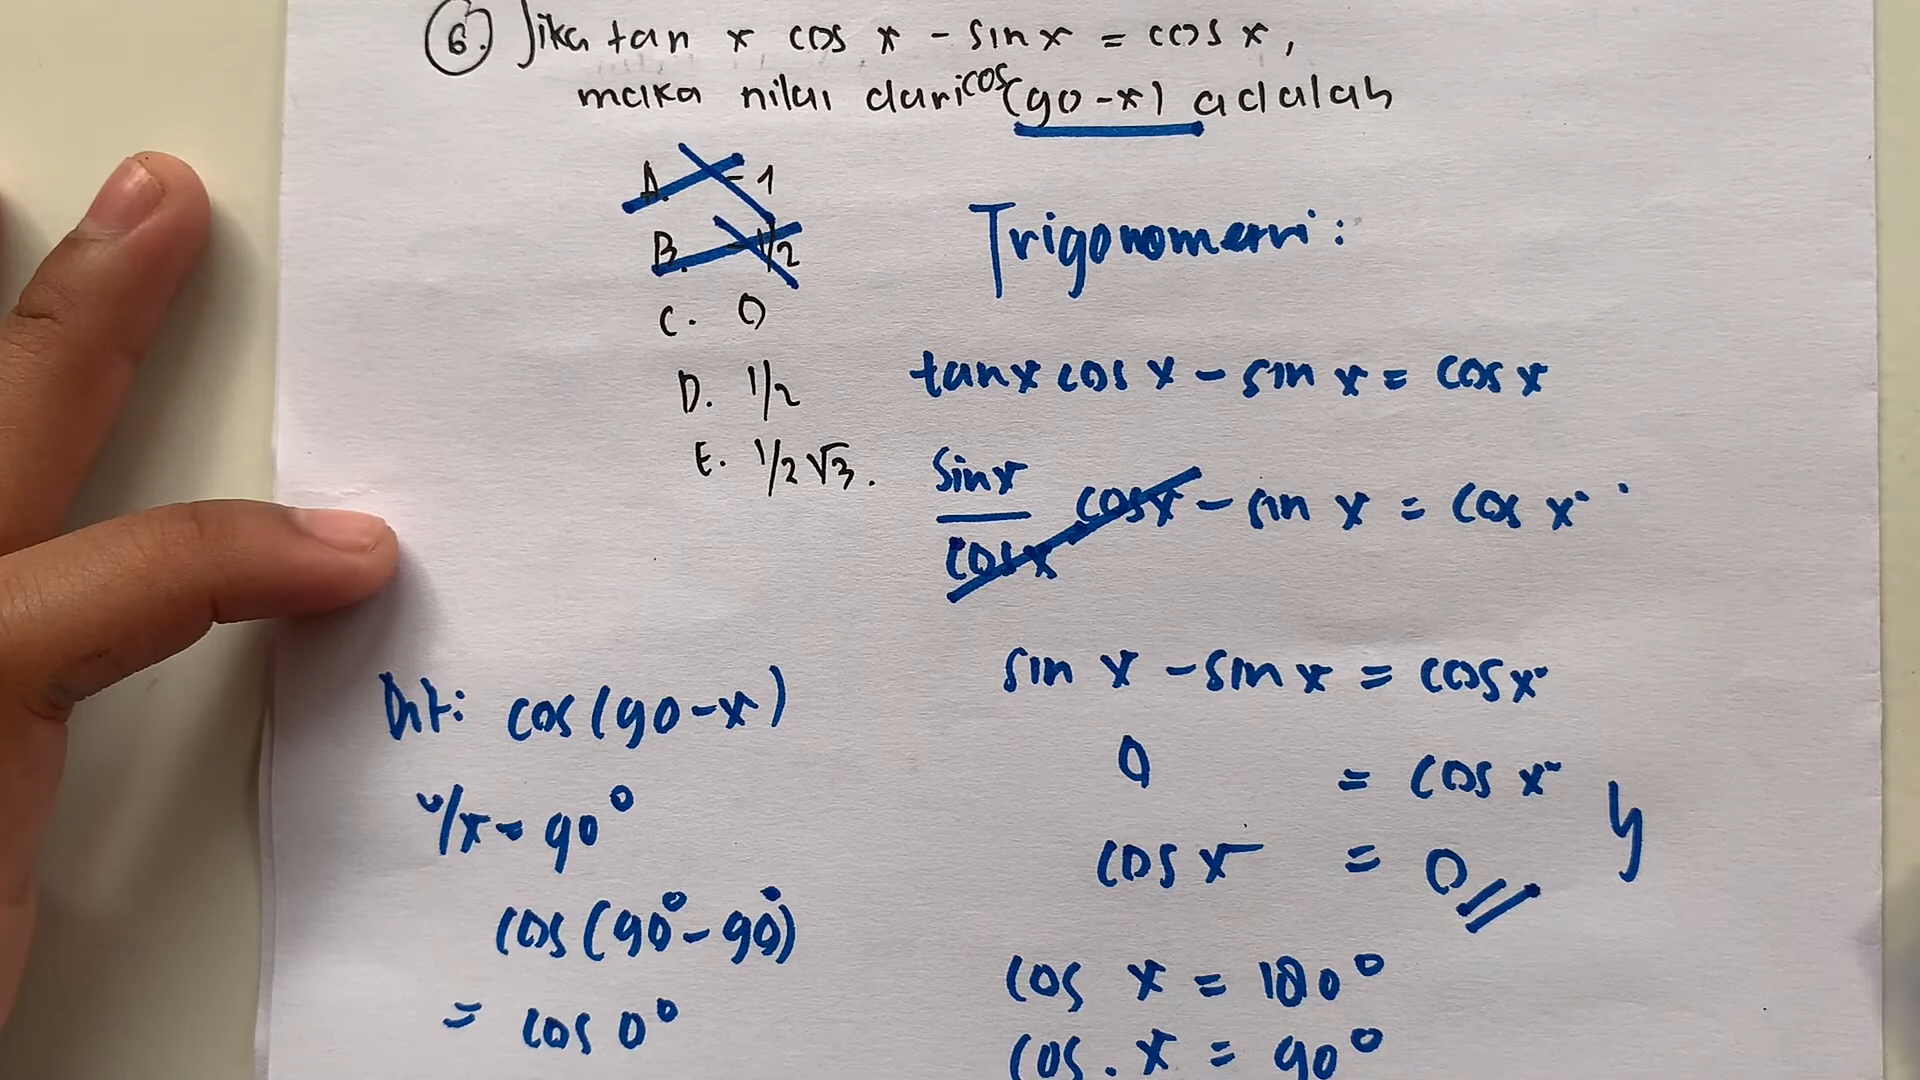 6. Jika tan x cos x - sin x = cos x,
maka nilai dari cos (90-x) adalah
A. -1
B. -1/2
C. 0
D. 1/2
E. 1/2 √3.
Trigonometri:
tan x cos x - sin x = cos x
sin x / cos x cos x - sin x = cos x
sin x - sin x = cos x
0 = cos x
cos x = 0 //
cos x = 180°
cos. x = 90°
Dit: cos (90-x)
u/x = 90°
cos (90° - 90°)
= cos 0°